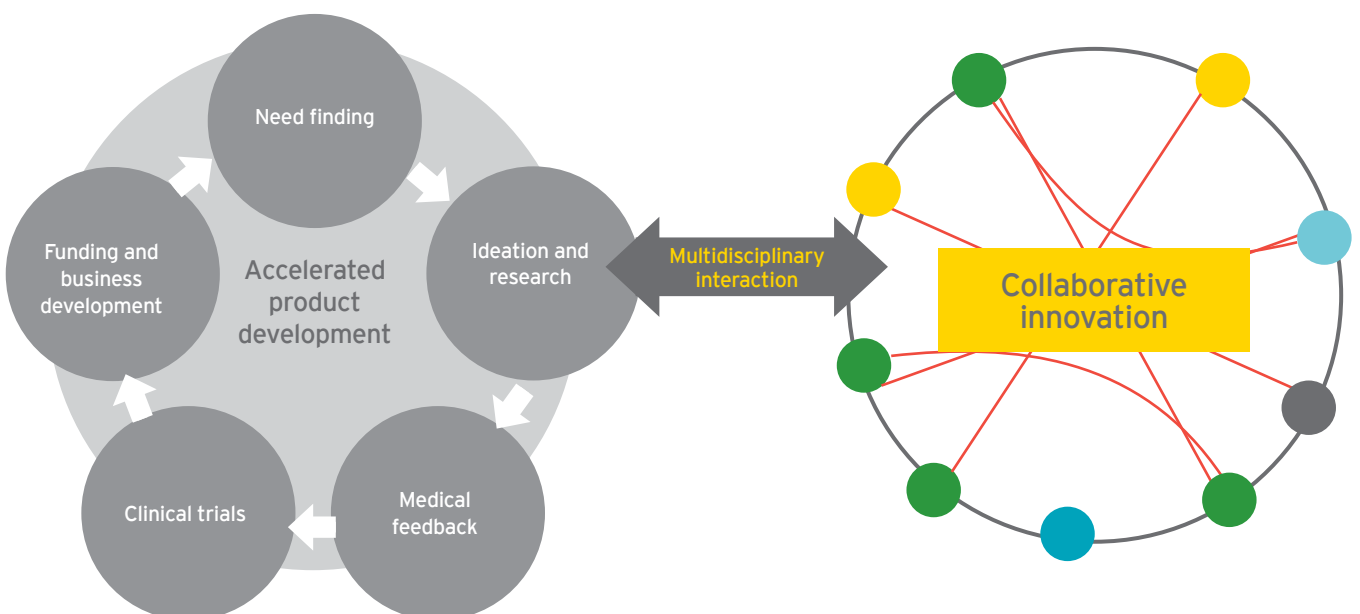 Need finding
Ideation and
research
Medical
feedback
Clinical trials
Funding and
business
development
Accelerated
product
development
Multidisciplinary
interaction
Collaborative
innovation